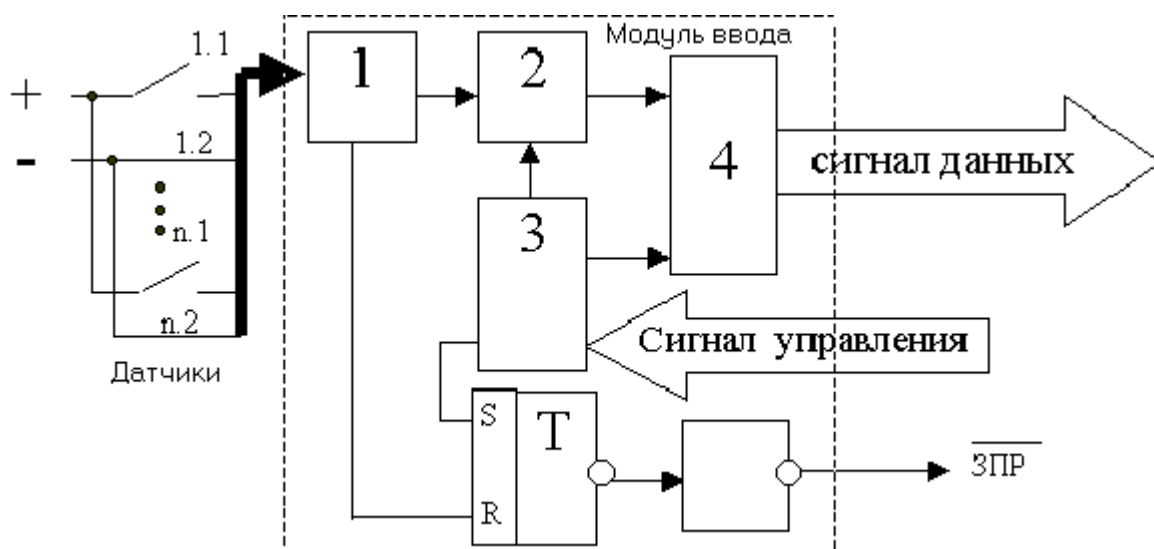 Модуль ввода
1.1
1
2
+
-
1.2
4
сигнал данных
n.1
3
n.2
Сигнал управления
Датчики
S
T
R
ЗПР